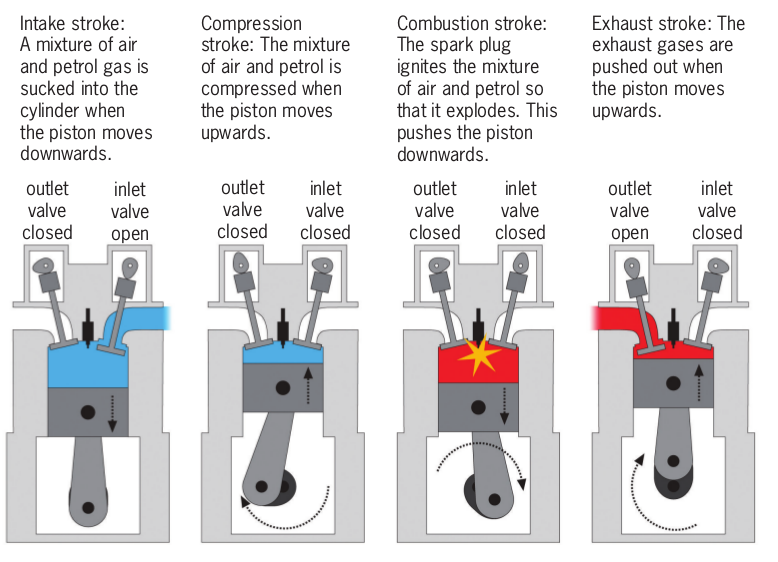 Intake stroke:
A mixture of air
and petrol gas is
sucked into the
cylinder when
the piston moves
downwards.
Compression
stroke: The mixture
of air and petrol is
compressed when
the piston moves
upwards.
Combustion stroke:
The spark plug
ignites the mixture
of air and petrol so
that it explodes. This
pushes the piston
downwards.
Exhaust stroke: The
exhaust gases are
pushed out when
the piston moves
upwards.
outlet
valve
closed
inlet
valve
open
outlet
valve
closed
inlet
valve
closed
outlet
valve
closed
inlet
valve
closed
outlet
valve
open
inlet
valve
closed